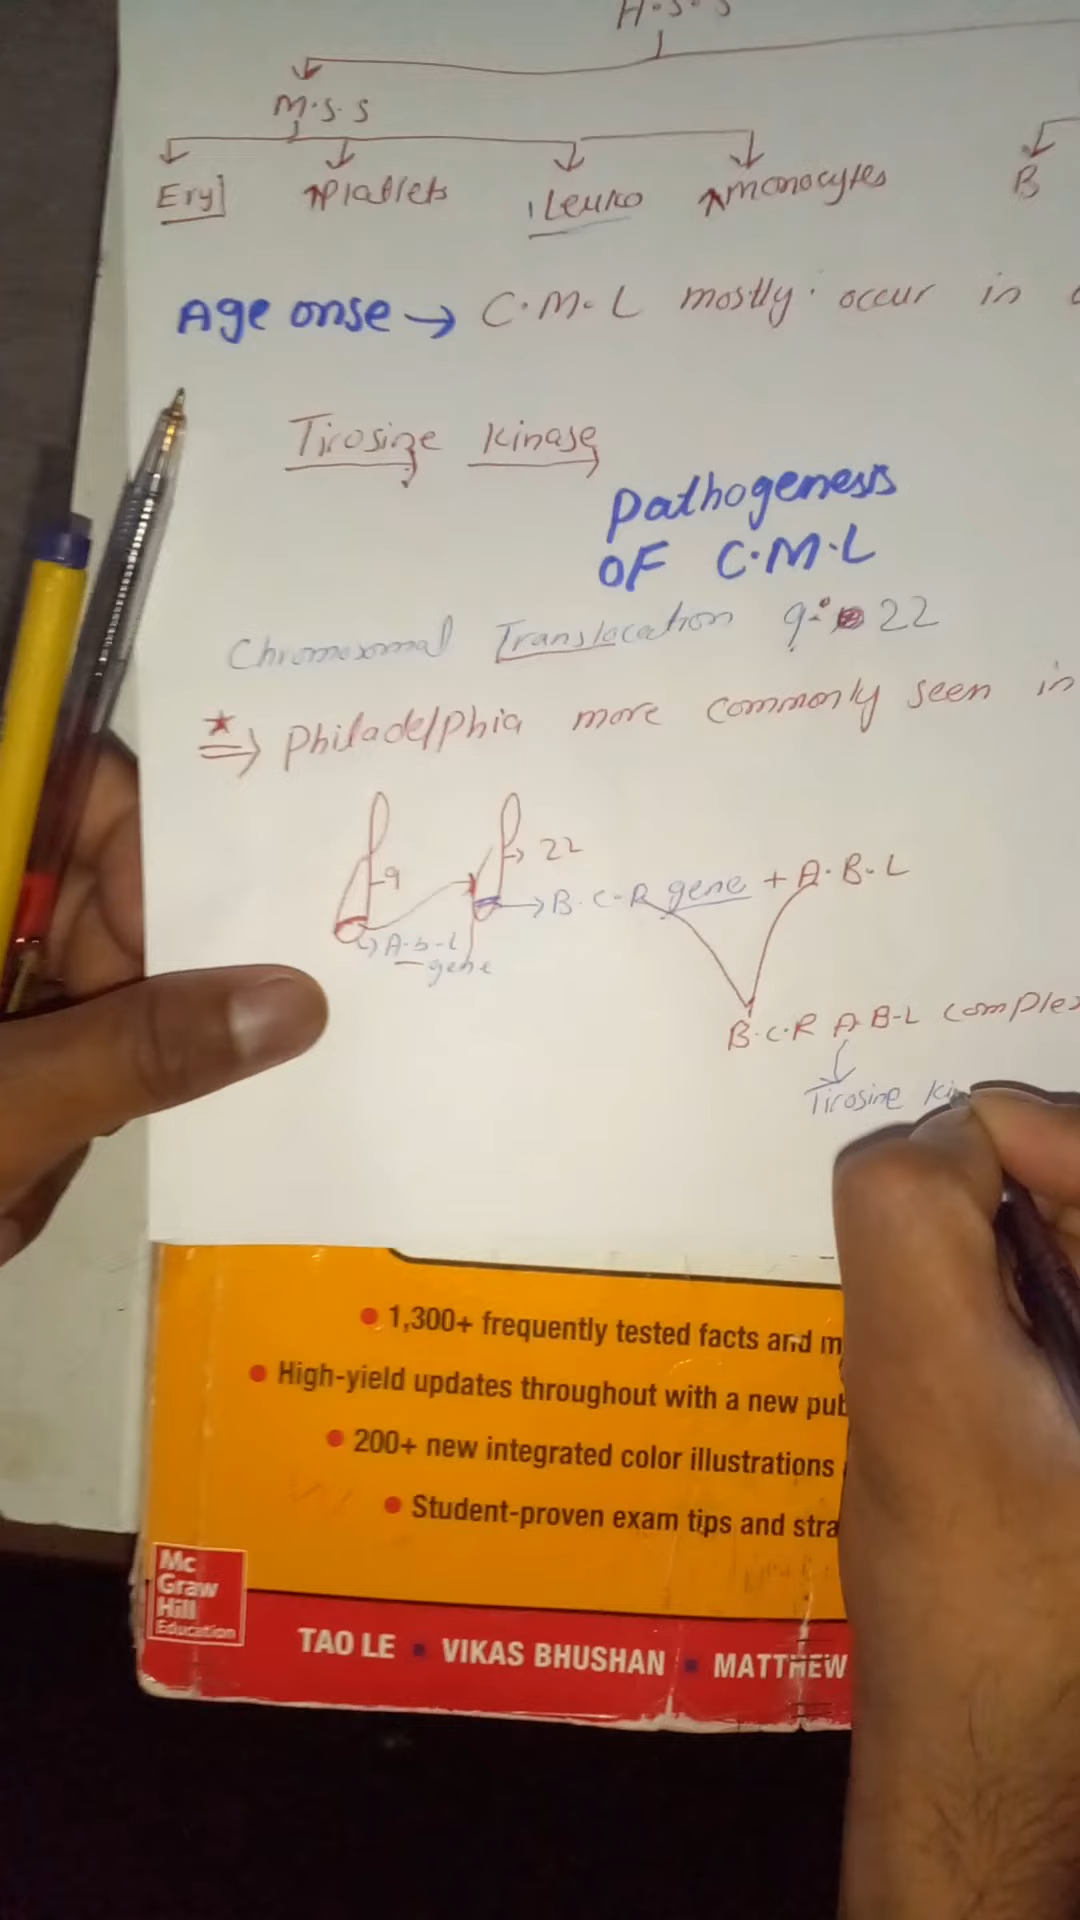 H.S.S
M.S.S
Ery
↑Platlets
Leuko
↑monocytes
B
Age onse → C.M.L mostly occur in
Tirosine kinase
Pathogenesis
OF C.M.L
Chromosomal Translocation 9:22
* ⇒ Philadelphia more commonly seen in
9
22
B.C-R gene + A.B.L
A-b-L
gene
B.C.R A.B-L comple
Tirosine ki
• 1,300+ frequently tested facts and m
• High-yield updates throughout with a new pub
• 200+ new integrated color illustrations
• Student-proven exam tips and stra
Mc
Graw
Hill
Education
TAO LE ▪ VIKAS BHUSHAN ▪ MATTHEW